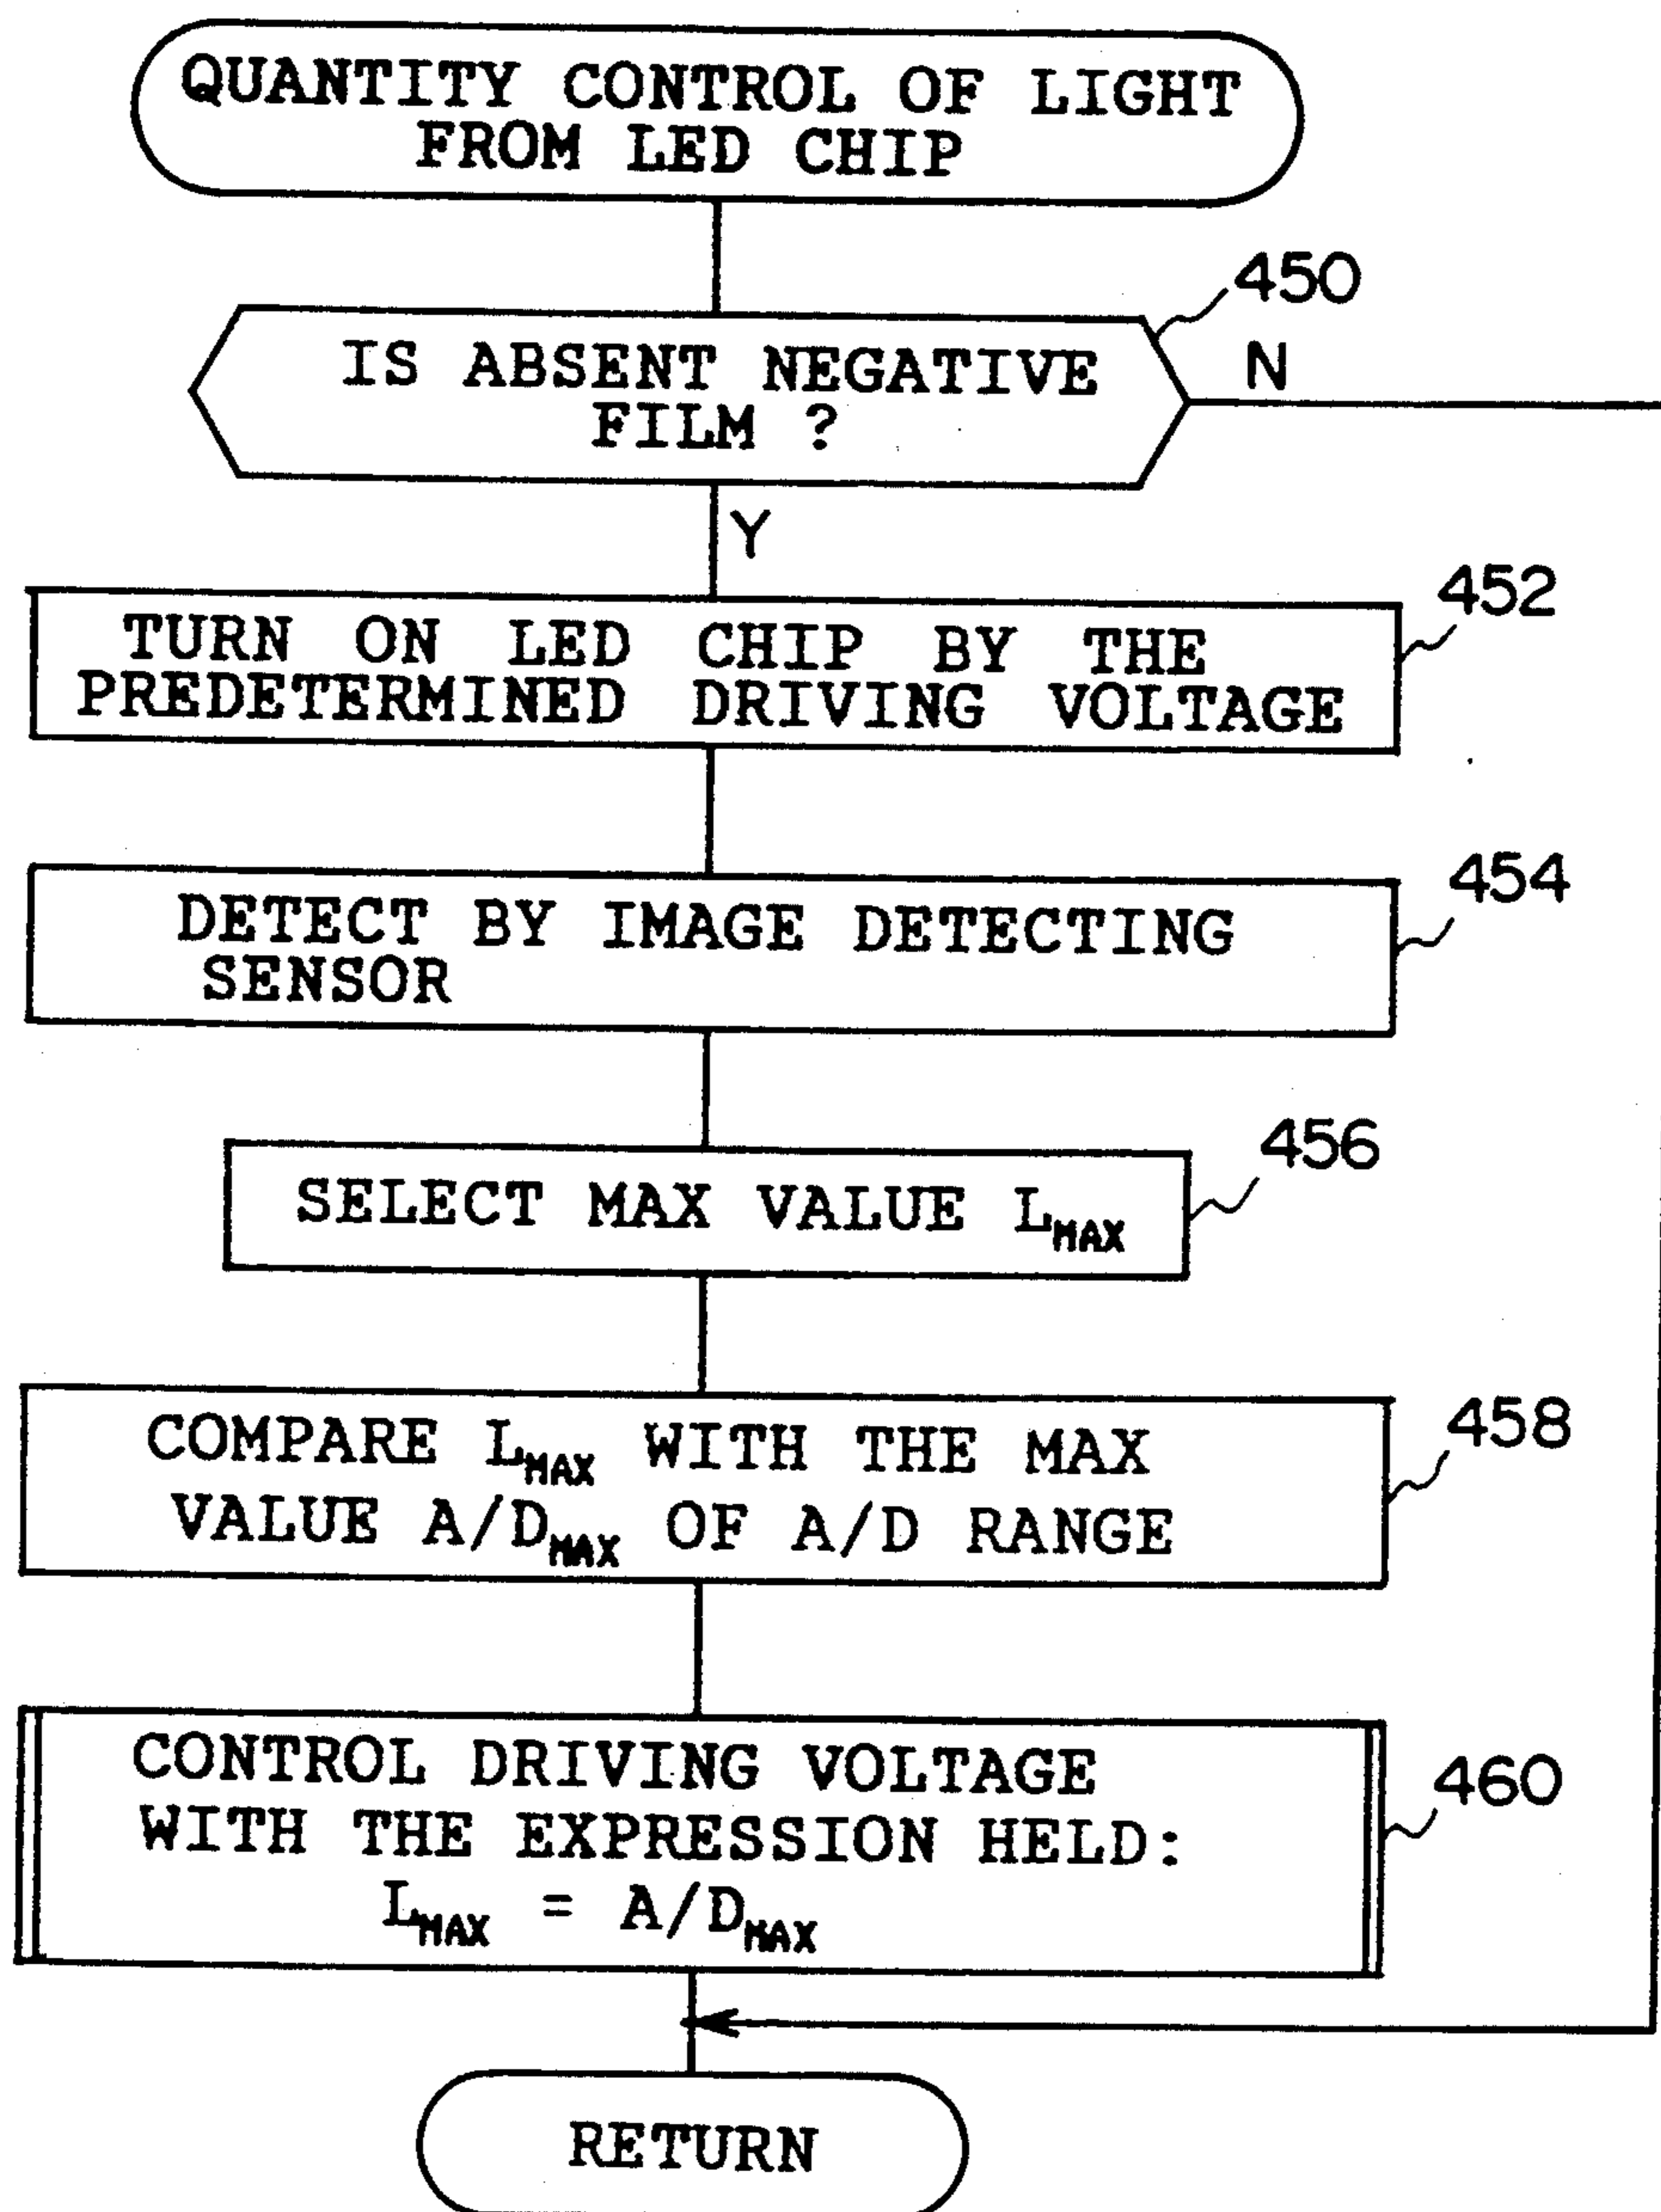 QUANTITY CONTROL OF LIGHT
FROM LED CHIP
450
IS ABSENT NEGATIVE
FILM ?
N
Y
452
TURN ON LED CHIP BY THE
PREDETERMINED DRIVING VOLTAGE
454
DETECT BY IMAGE DETECTING
SENSOR
456
SELECT MAX VALUE LMAX
458
COMPARE LMAX WITH THE MAX
VALUE A/DMAX OF A/D RANGE
460
CONTROL DRIVING VOLTAGE
WITH THE EXPRESSION HELD:
LMAX = A/DMAX
RETURN